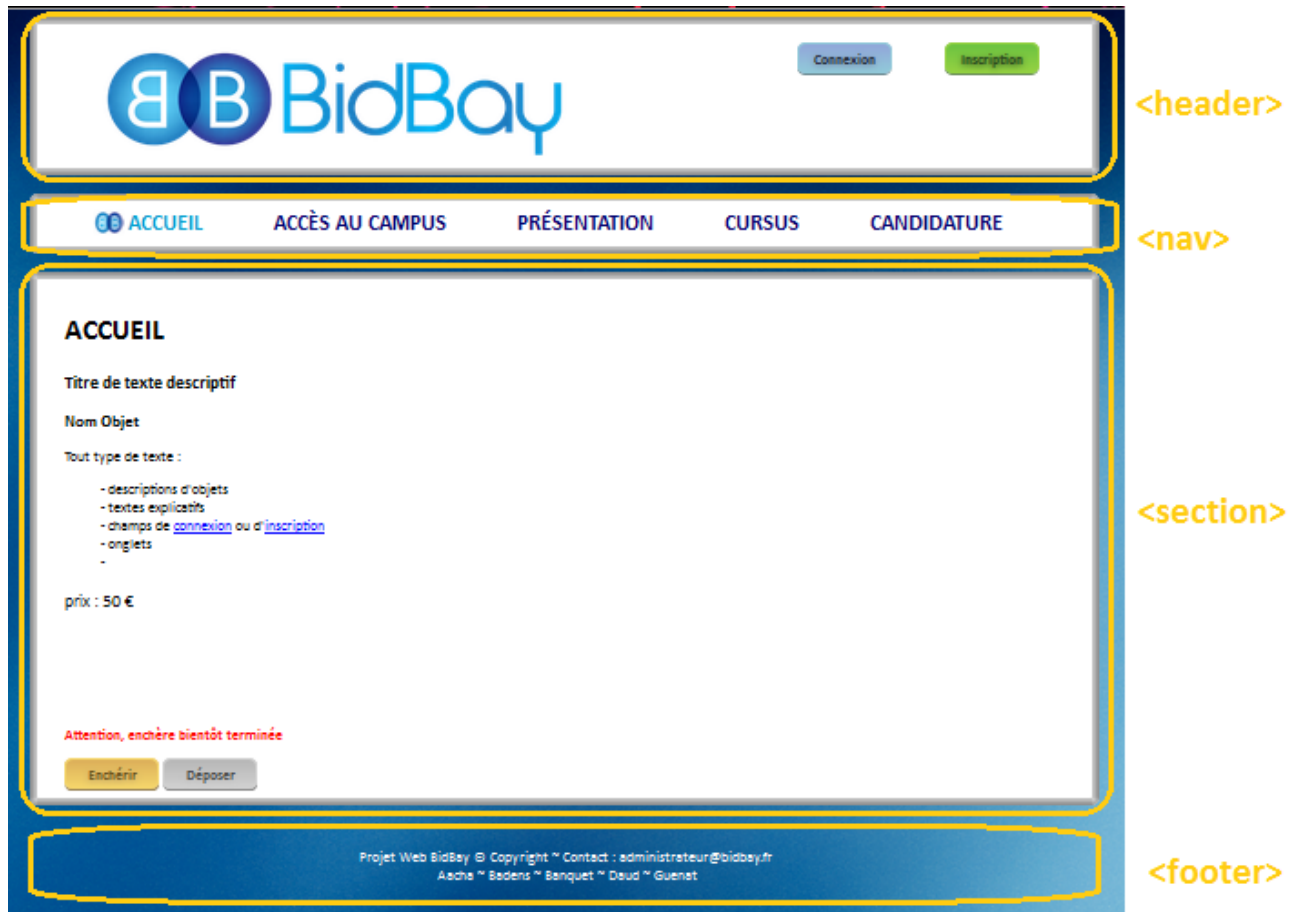 BB BidBay
Connexion
Inscription
<header>
ACCUEIL
ACCÈS AU CAMPUS
PRÉSENTATION
CURSUS
CANDIDATURE
<nav>
ACCUEIL
Titre de texte descriptif
Nom Objet
Tout type de texte :
- descriptions d'objets
- textes explicatifs
- champs de connexion ou d'inscription
- onglets
-
<section>
prix : 50 €
Attention, enchère bientôt terminée
Enchérir
Déposer
Projet Web BidBay © Copyright ~ Contact : administrateur@bidbay.fr
Aacha ~ Badens ~ Banquet ~ Daud ~ Guenat
<footer>